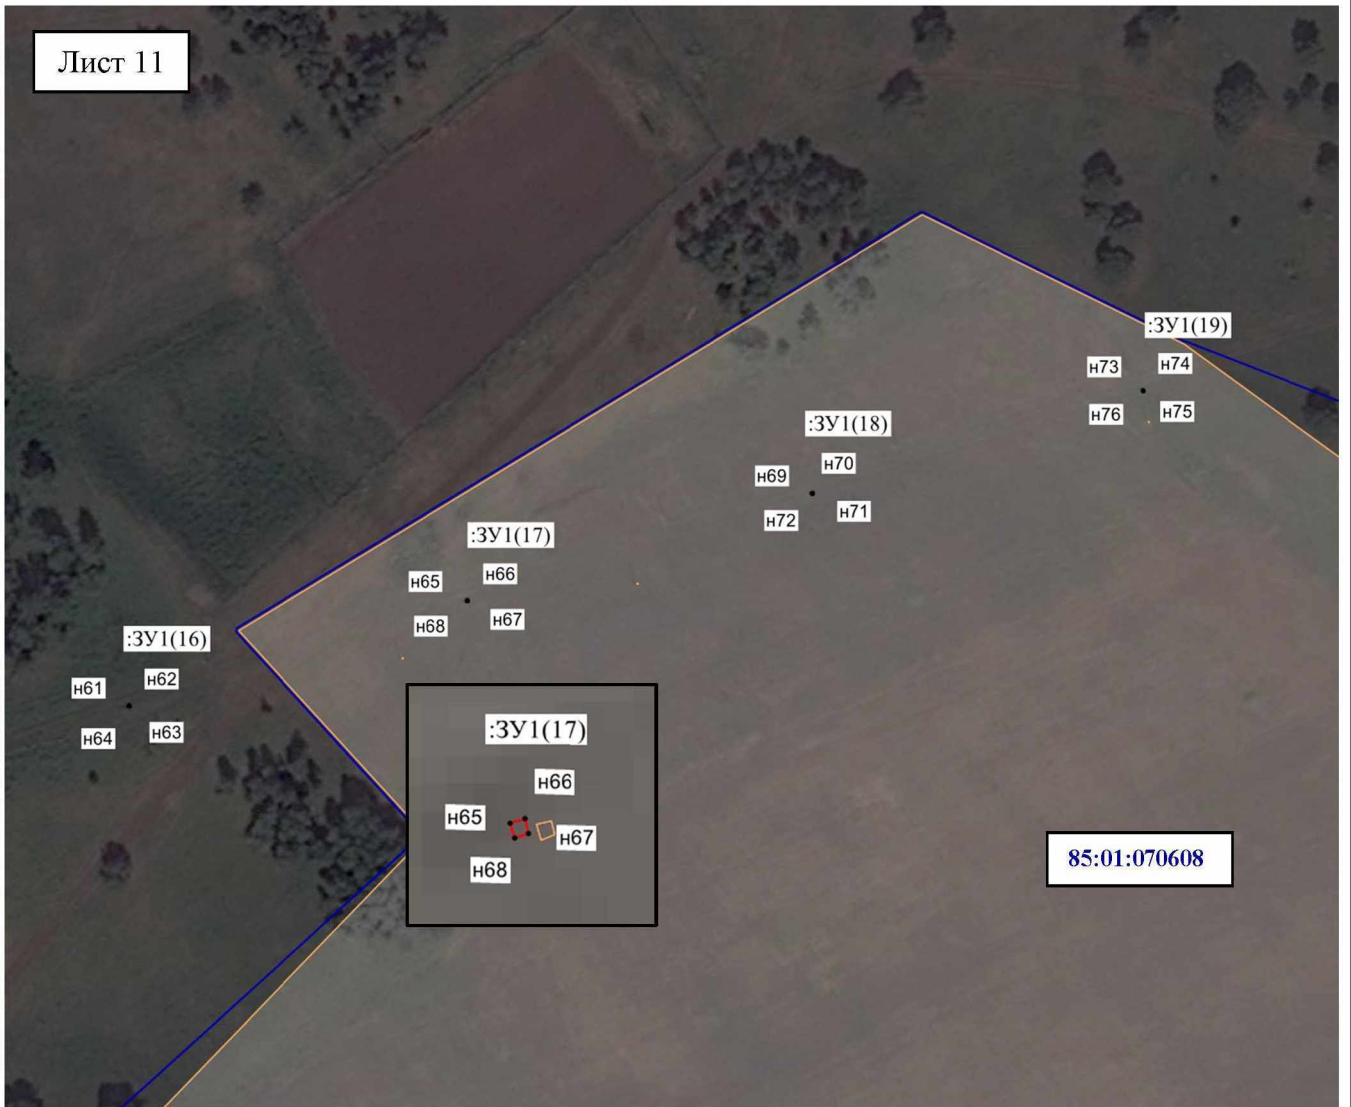 Лист 11
:ЗУ1(19)
н73
н74
н76
н75
:ЗУ1(18)
н69
н70
н72
н71
:ЗУ1(17)
н65
н66
н68
н67
:ЗУ1(16)
н61
н62
н64
н63
:ЗУ1(17)
н66
н65
н67
н68
85:01:070608